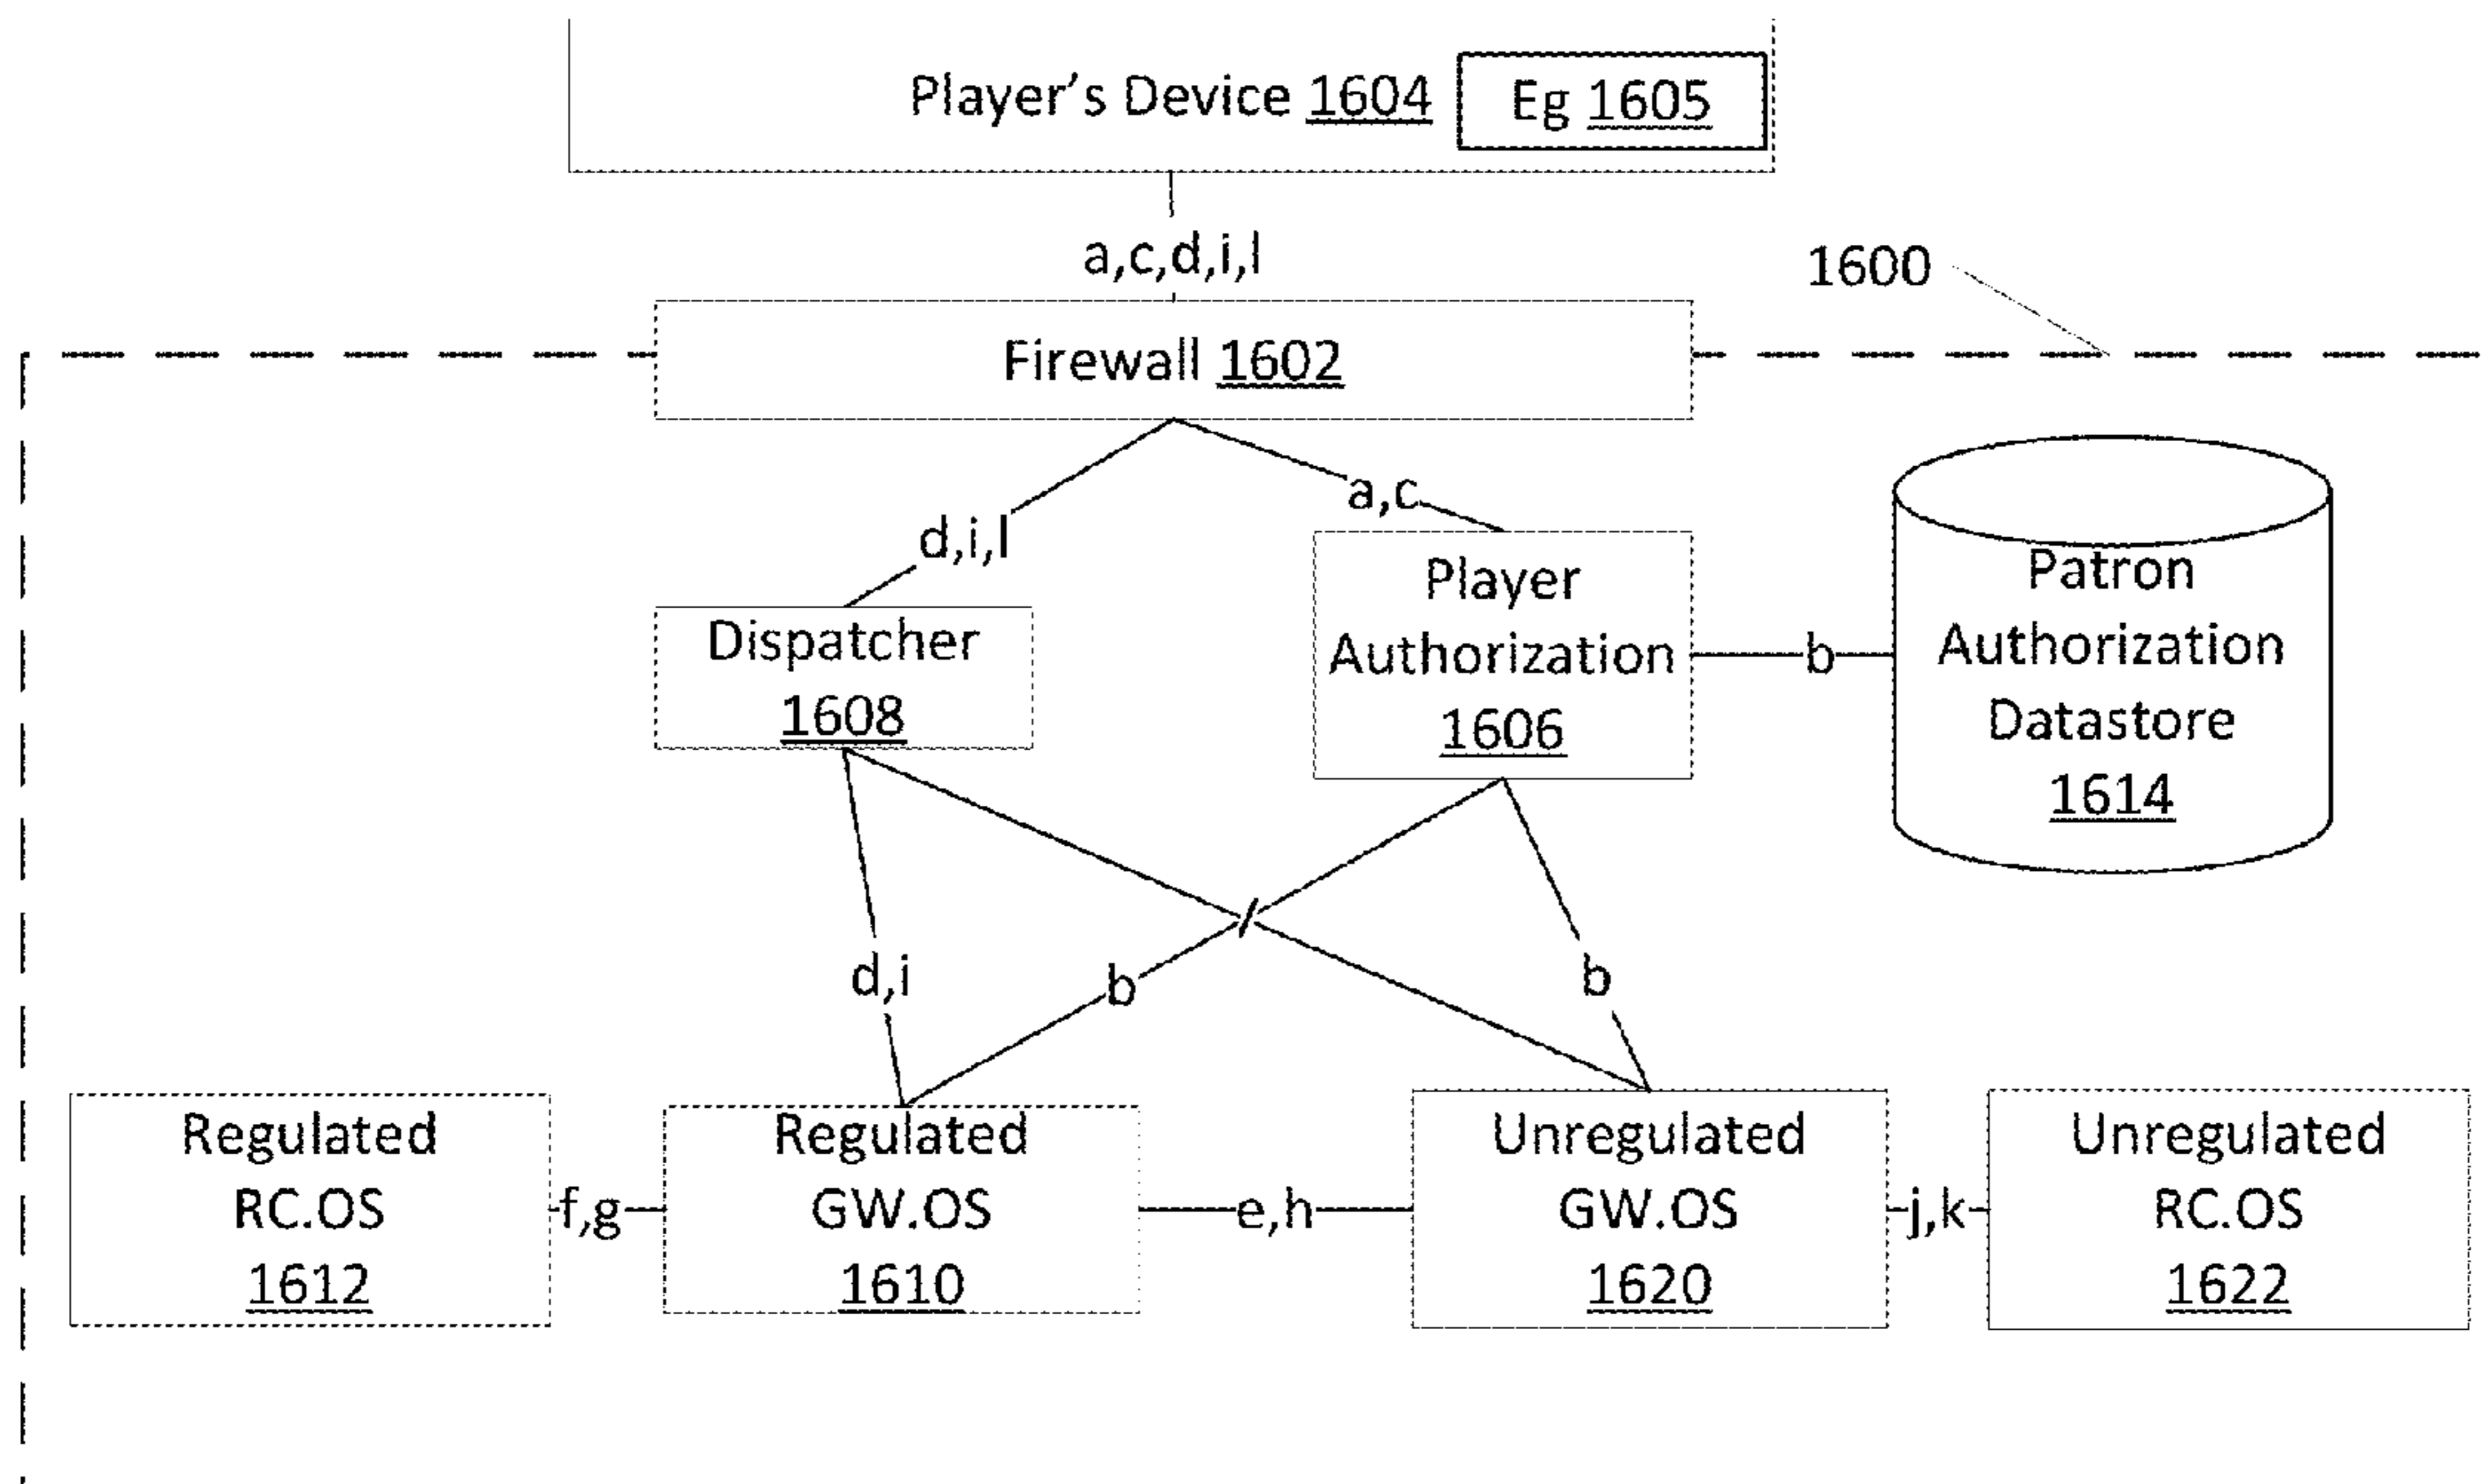 Player's Device 1604
Eg 1605
a,c,d,i,l
1600
Firewall 1602
a,c
d,i,l
Player
Authorization
1606
b
Patron
Authorization
Datastore
1614
Dispatcher
1608
d,i
b
b
Regulated
RC.OS
1612
f,g
Regulated
GW.OS
1610
e,h
Unregulated
GW.OS
1620
j,k
Unregulated
RC.OS
1622